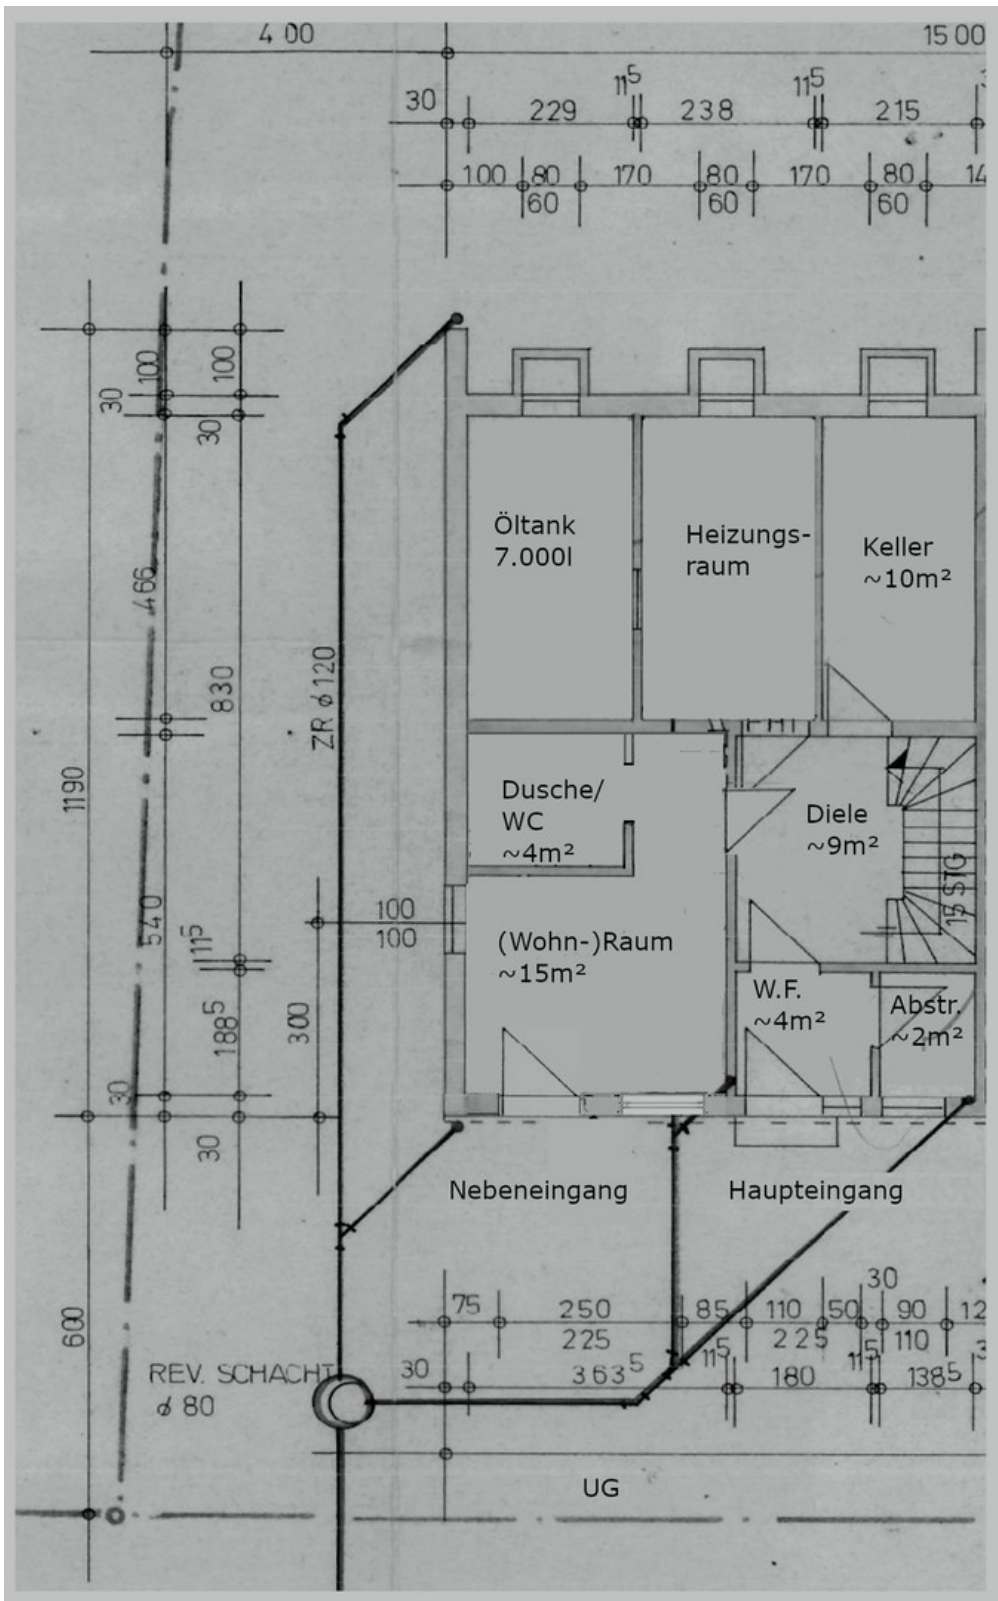 4 00
15 00
30
229
11⁵
238
11⁵
215
100
80
60
170
80
60
170
80
60
14
100
100
30
30
Öltank
7.000l
Heizungs-
raum
Keller
~10m²
466
830
ZR ⌀ 120
1190
Dusche/
WC
~4m²
Diele
~9m²
15 STG
540
11⁵
100
100
(Wohn-)Raum
~15m²
W.F.
~4m²
Abstr.
~2m²
188⁵
300
30
30
Nebeneingang
Haupteingang
75
250
225
85
110
225
50
30
90
110
12
600
30
363⁵
11⁵
180
11⁵
138⁵
REV. SCHACHT
⌀ 80
UG